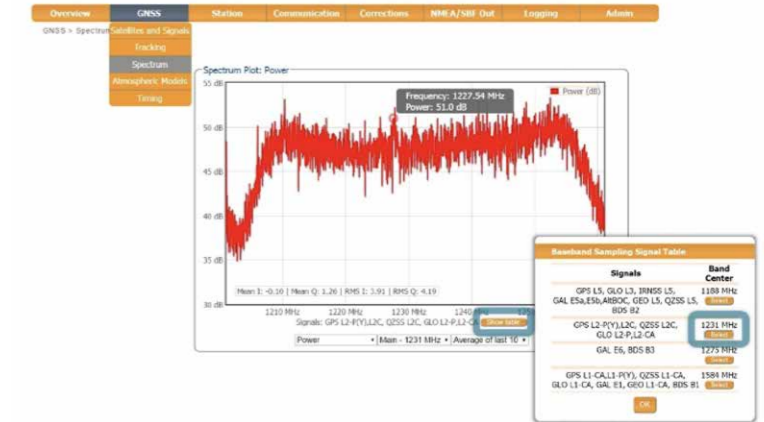 Overview GNSS Station Communication Corrections NMEA/SBF Out Logging Admin
GNSS > Spectrum
Satellites and Signals
Tracking
Spectrum
Atmospheric Models
Timing
Spectrum Plot: Power
55 dB
Power (dB)
Frequency: 1227.54 MHz
Power: 51.0 dB
50 dB
45 dB
40 dB
35 dB
Mean I: -0.10 | Mean Q: 1.26 | RMS I: 3.91 | RMS Q: 4.19
30 dB
1210 MHz 1220 MHz 1230 MHz 1240 MHz
Signals: GPS L2-P(Y),L2C, QZSS L2C, GLO L2-P,L2-CA Show table
Power Main - 1231 MHz Average of last 10
Baseband Sampling Signal Table
Signals Band
Center
GPS L5, GLO L3, IRNSS L5, 1188 MHz
GAL E5a,E5b,AltBOC, GEO L5, QZSS L5, Select
BDS B2
GPS L2-P(Y),L2C, QZSS L2C, 1231 MHz
GLO L2-P,L2-CA Select
GAL E6, BDS B3 1275 MHz
Select
GPS L1-CA,L1-P(Y), QZSS L1-CA, 1584 MHz
GLO L1-CA, GAL E1, GEO L1-CA, BDS B1 Select
OK